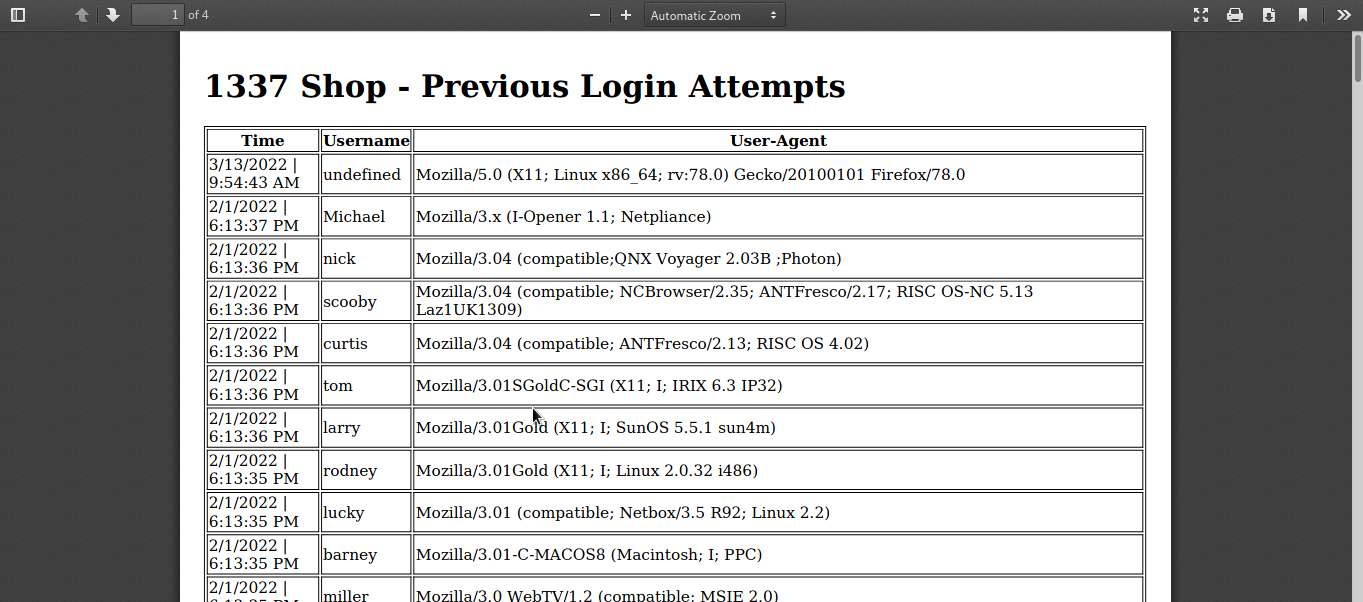 1 of 4 Automatic Zoom
1337 Shop - Previous Login Attempts
Time Username User-Agent
3/13/2022 |
9:54:43 AM undefined Mozilla/5.0 (X11; Linux x86_64; rv:78.0) Gecko/20100101 Firefox/78.0
2/1/2022 |
6:13:37 PM Michael Mozilla/3.x (I-Opener 1.1; Netpliance)
2/1/2022 |
6:13:36 PM nick Mozilla/3.04 (compatible;QNX Voyager 2.03B ;Photon)
2/1/2022 |
6:13:36 PM scooby Mozilla/3.04 (compatible; NCBrowser/2.35; ANTFresco/2.17; RISC OS-NC 5.13
Laz1UK1309)
2/1/2022 |
6:13:36 PM curtis Mozilla/3.04 (compatible; ANTFresco/2.13; RISC OS 4.02)
2/1/2022 |
6:13:36 PM tom Mozilla/3.01SGoldC-SGI (X11; I; IRIX 6.3 IP32)
2/1/2022 |
6:13:36 PM larry Mozilla/3.01Gold (X11; I; SunOS 5.5.1 sun4m)
2/1/2022 |
6:13:35 PM rodney Mozilla/3.01Gold (X11; I; Linux 2.0.32 i486)
2/1/2022 |
6:13:35 PM lucky Mozilla/3.01 (compatible; Netbox/3.5 R92; Linux 2.2)
2/1/2022 |
6:13:35 PM barney Mozilla/3.01-C-MACOS8 (Macintosh; I; PPC)
2/1/2022 |
miller Mozilla/3.0 WebTV/1.2 (compatible; MSIE 2.0)